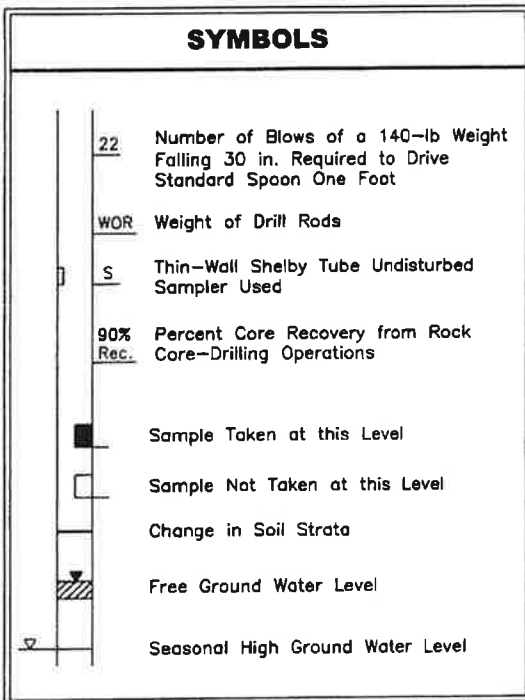 SYMBOLS
22 Number of Blows of a 140-lb Weight
Falling 30 in. Required to Drive
Standard Spoon One Foot
WOR Weight of Drill Rods
S Thin-Wall Shelby Tube Undisturbed
Sampler Used
90% Percent Core Recovery from Rock
Rec. Core-Drilling Operations
Sample Taken at this Level
Sample Not Taken at this Level
Change in Soil Strata
Free Ground Water Level
Seasonal High Ground Water Level